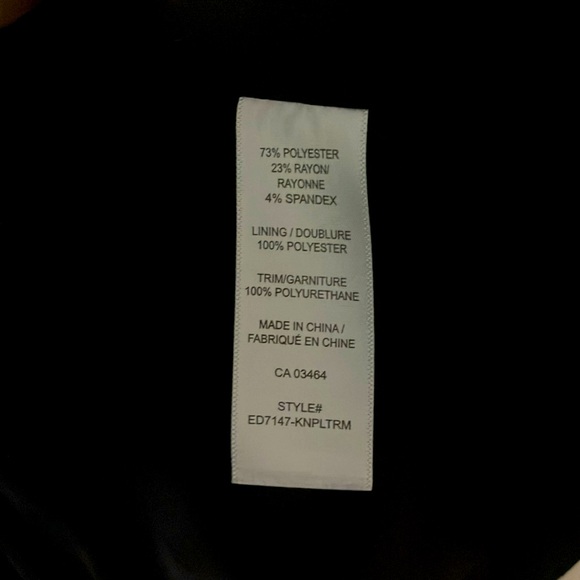 73% POLYESTER
23% RAYON/
RAYONNE
4% SPANDEX
LINING / DOUBLURE
100% POLYESTER
TRIM/GARNITURE
100% POLYURETHANE
MADE IN CHINA /
FABRIQUÉ EN CHINE
CA 03464
STYLE#
ED7147-KNPLTRM